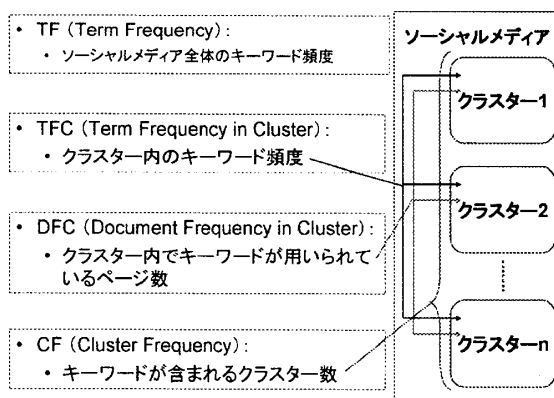 • TF (Term Frequency):
• ソーシャルメディア全体のキーワード頻度
• TFC (Term Frequency in Cluster):
• クラスター内のキーワード頻度
• DFC (Document Frequency in Cluster):
• クラスター内でキーワードが用いられて
いるページ数
• CF (Cluster Frequency):
• キーワードが含まれるクラスター数
ソーシャルメディア
クラスター1
クラスター2
クラスターn